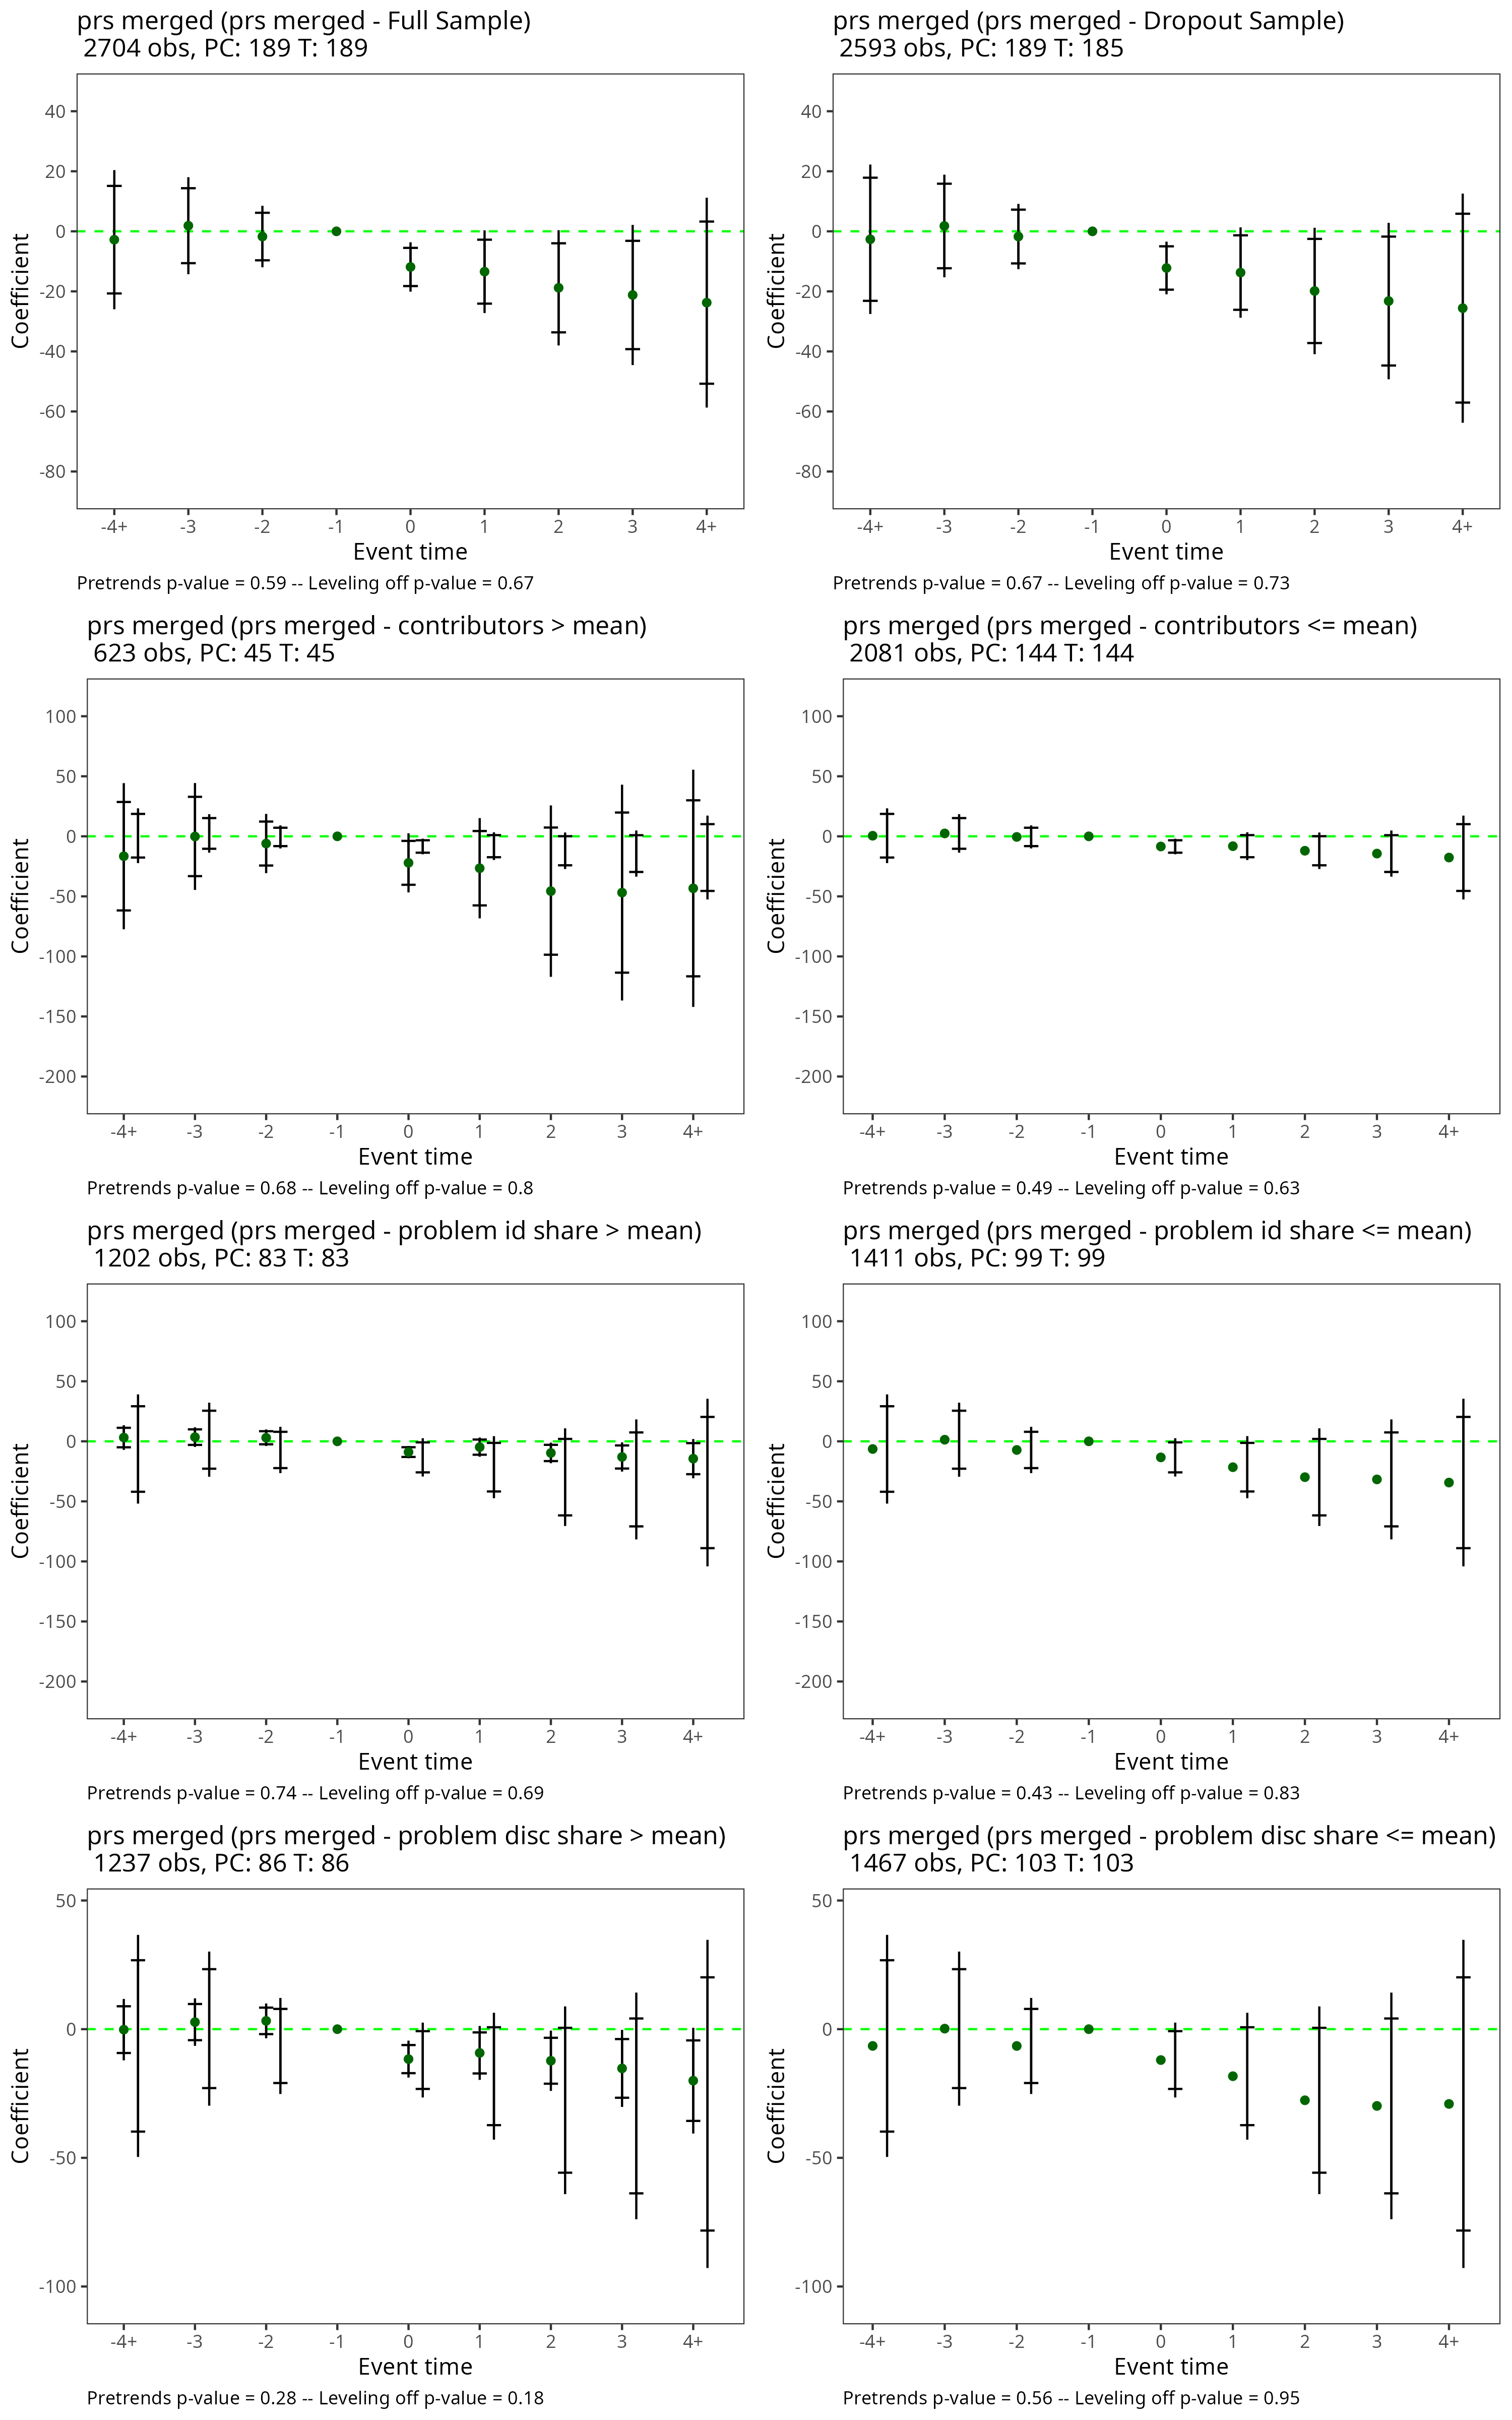 prs merged (prs merged - Full Sample)
2704 obs, PC: 189 T: 189
40
20
0
-20
-40
-60
-80
Coefficient
-4+ -3 -2 -1 0 1 2 3 4+
Event time
Pretrends p-value = 0.59 -- Leveling off p-value = 0.67
prs merged (prs merged - Dropout Sample)
2593 obs, PC: 189 T: 185
40
20
0
-20
-40
-60
-80
Coefficient
-4+ -3 -2 -1 0 1 2 3 4+
Event time
Pretrends p-value = 0.67 -- Leveling off p-value = 0.73
prs merged (prs merged - contributors > mean)
623 obs, PC: 45 T: 45
100
50
0
-50
-100
-150
-200
Coefficient
-4+ -3 -2 -1 0 1 2 3 4+
Event time
Pretrends p-value = 0.68 -- Leveling off p-value = 0.8
prs merged (prs merged - contributors <= mean)
2081 obs, PC: 144 T: 144
100
50
0
-50
-100
-150
-200
Coefficient
-4+ -3 -2 -1 0 1 2 3 4+
Event time
Pretrends p-value = 0.49 -- Leveling off p-value = 0.63
prs merged (prs merged - problem id share > mean)
1202 obs, PC: 83 T: 83
100
50
0
-50
-100
-150
-200
Coefficient
-4+ -3 -2 -1 0 1 2 3 4+
Event time
Pretrends p-value = 0.74 -- Leveling off p-value = 0.69
prs merged (prs merged - problem id share <= mean)
1411 obs, PC: 99 T: 99
100
50
0
-50
-100
-150
-200
Coefficient
-4+ -3 -2 -1 0 1 2 3 4+
Event time
Pretrends p-value = 0.43 -- Leveling off p-value = 0.83
prs merged (prs merged - problem disc share > mean)
1237 obs, PC: 86 T: 86
50
0
-50
-100
Coefficient
-4+ -3 -2 -1 0 1 2 3 4+
Event time
Pretrends p-value = 0.28 -- Leveling off p-value = 0.18
prs merged (prs merged - problem disc share <= mean)
1467 obs, PC: 103 T: 103
50
0
-50
-100
Coefficient
-4+ -3 -2 -1 0 1 2 3 4+
Event time
Pretrends p-value = 0.56 -- Leveling off p-value = 0.95